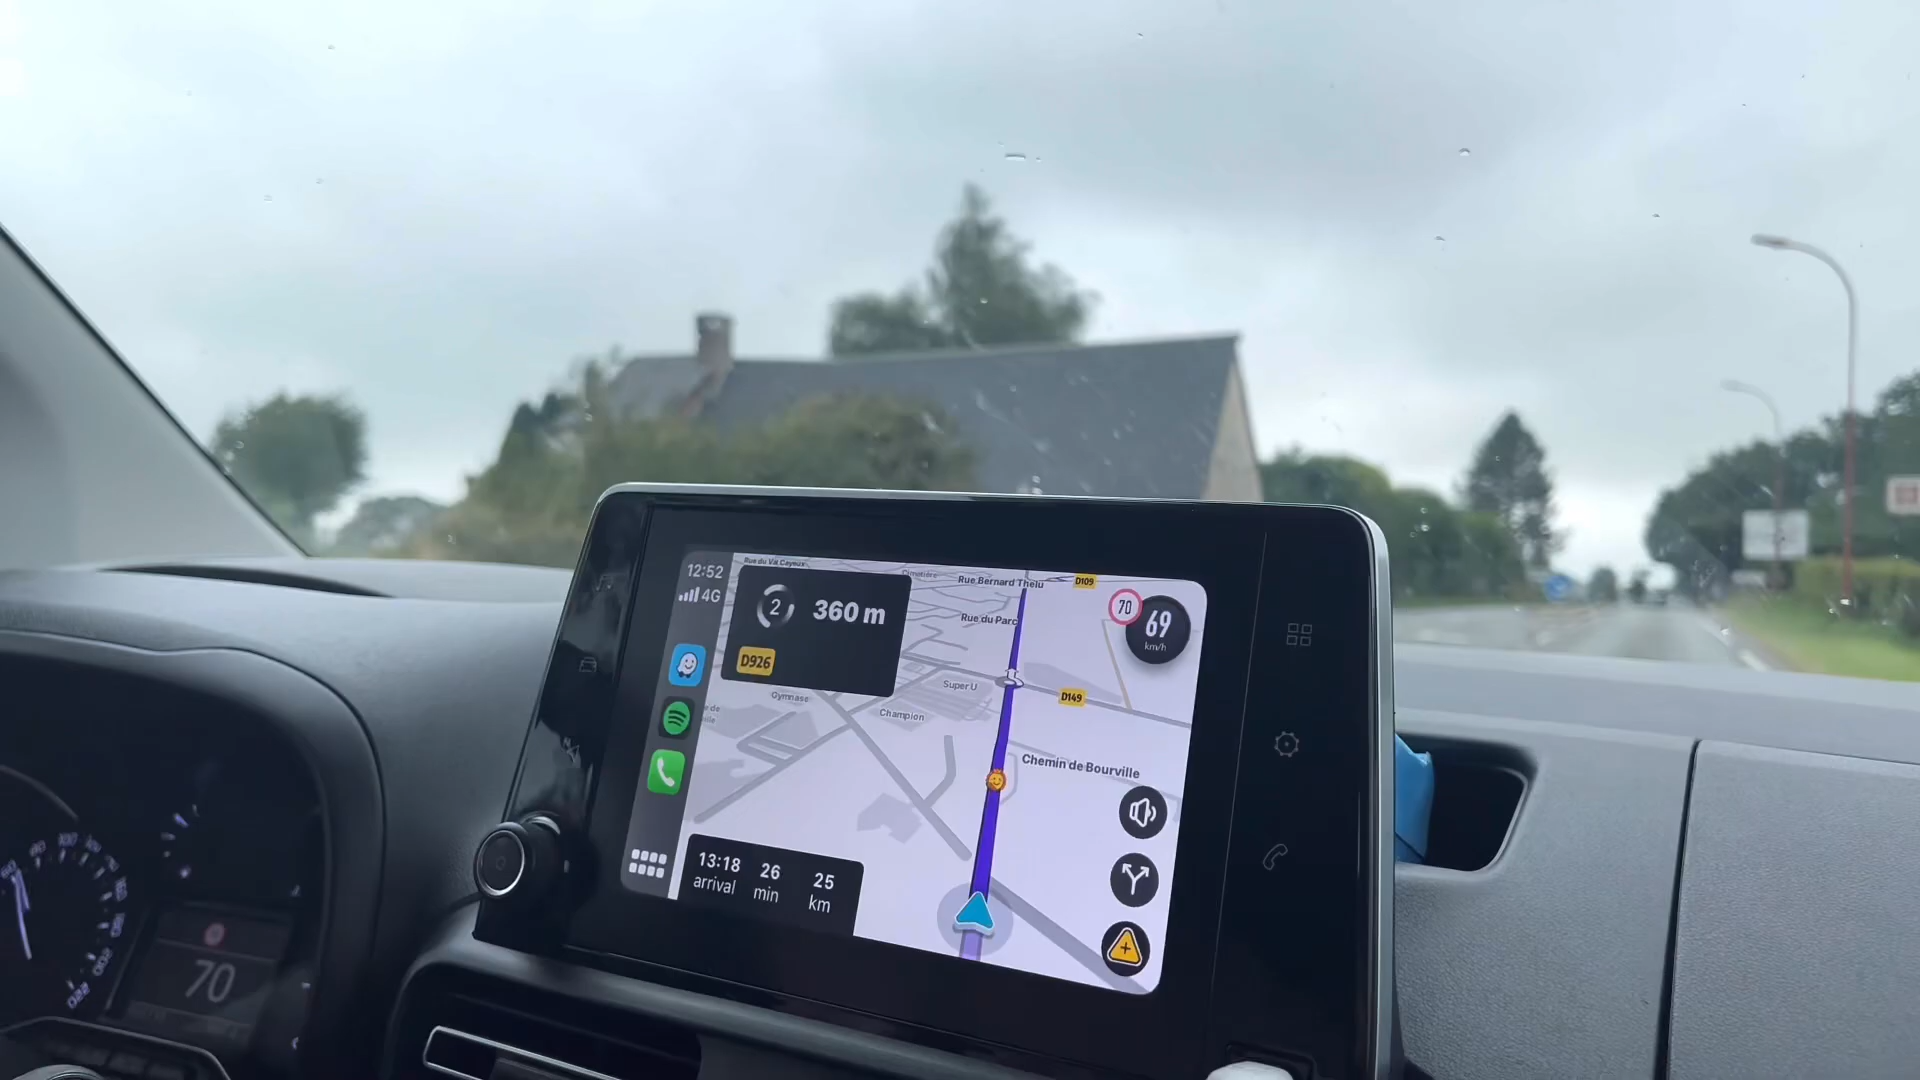 12:52
4G
2
360 m
D926
Rue du Val Cayeux
Cimetière
Rue Bernard Thélu
D109
70
69
km/h
Rue du Parc
Super U
D149
Gymnase
Champion
Chemin de Bourville
13:18
arrival
26
min
25
km
70